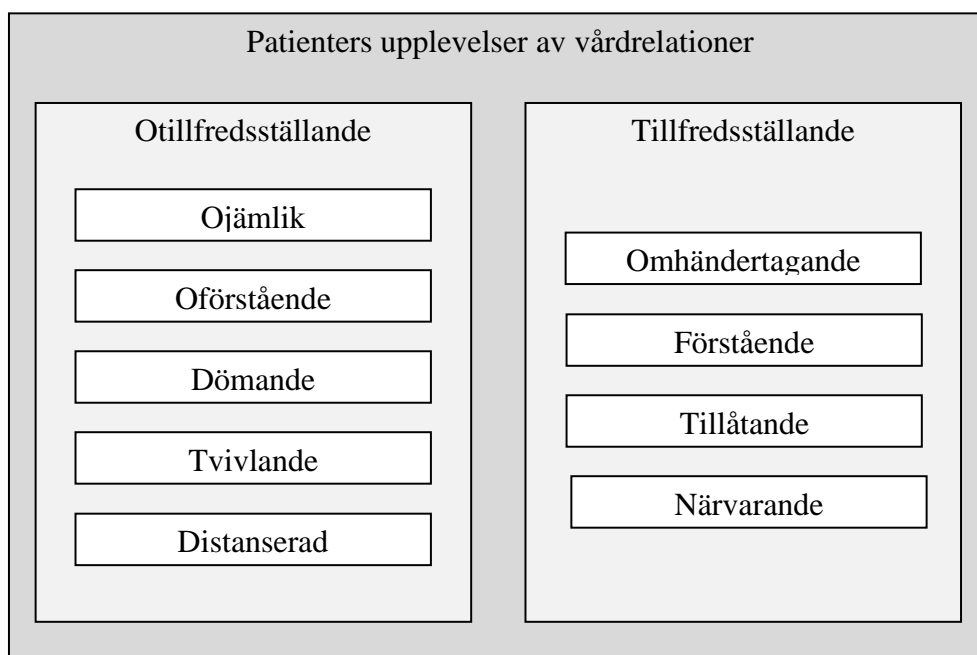 Patienters upplevelser av vårdrelationer
Otillfredsställande
Ojämlik
Oförstående
Dömande
Tvivlande
Distanserad
Tillfredsställande
Omhändertagande
Förstående
Tillåtande
Närvarande